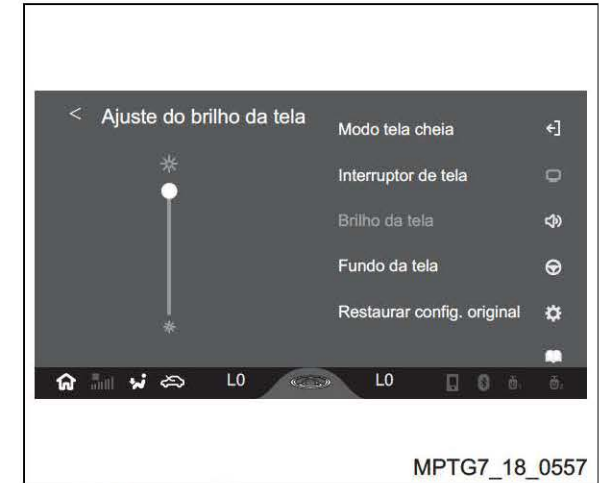 < Ajuste do brilho da tela
Modo tela cheia
Interruptor de tela
Brilho da tela
Fundo da tela
Restaurar config. original
L0 L0
MPTG7_18_0557